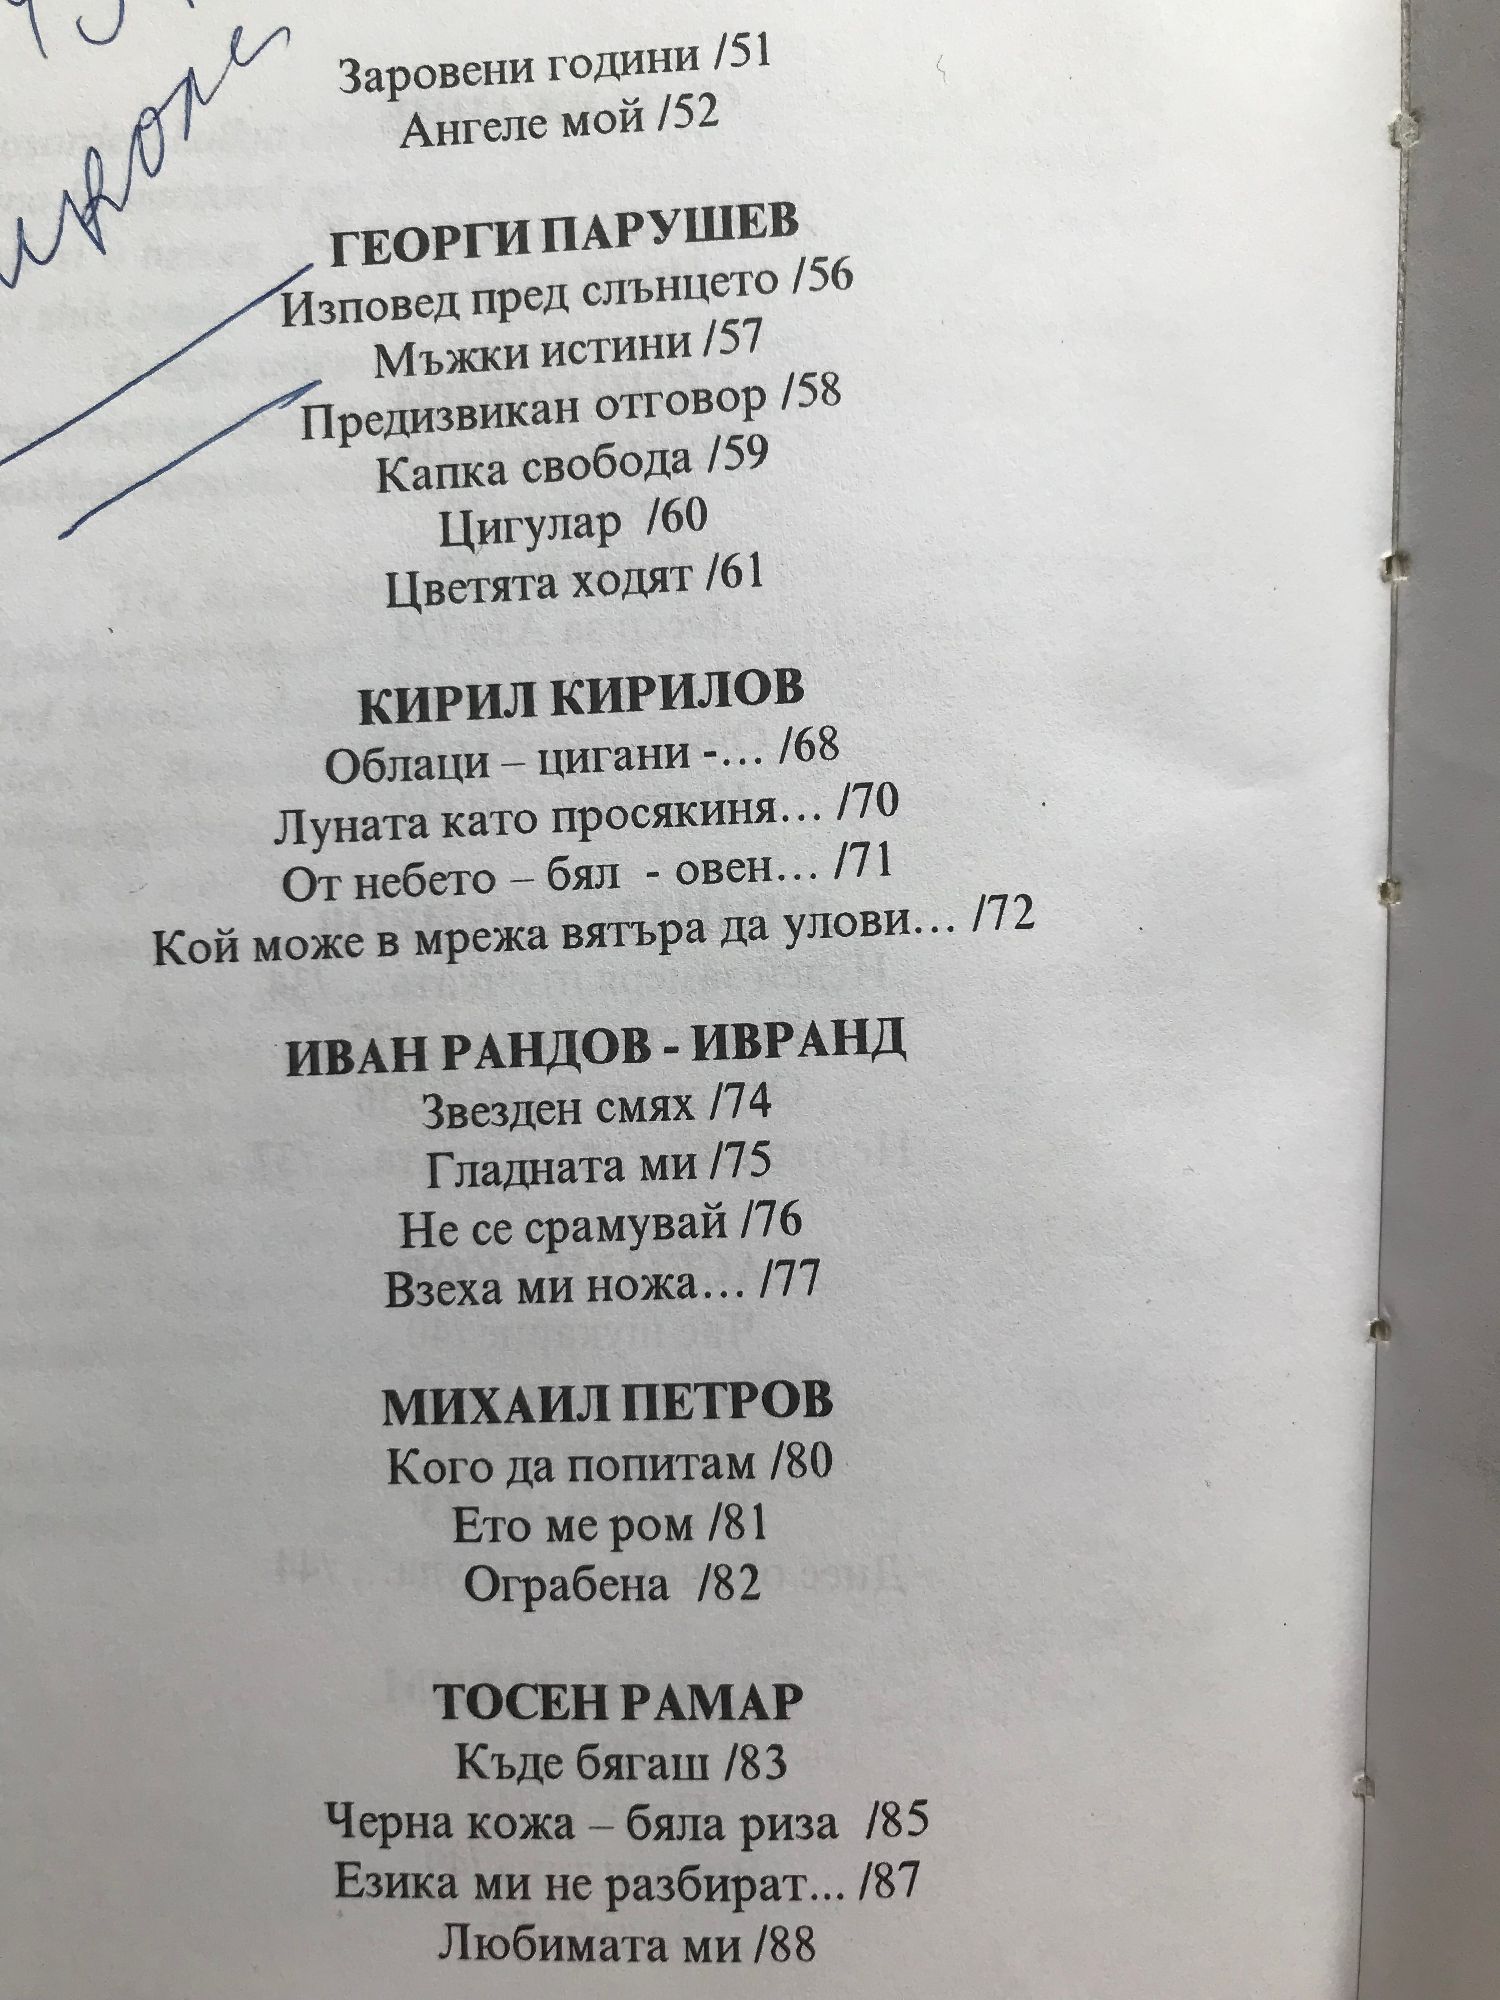 Заровени години /51
Ангеле мой /52
ГЕОРГИ ПАРУШЕВ
Изповед пред слънцето /56
Мъжки истини /57
Предизвикан отговор /58
Капка свобода /59
Цигулар /60
Цветята ходят /61
КИРИЛ КИРИЛОВ
Облаци – цигани -... /68
Луната като просякиня... /70
От небето – бял - овен... /71
Кой може в мрежа вятъра да улови... /72
ИВАН РАНДОВ - ИВРАНД
Звезден смях /74
Гладната ми /75
Не се срамувай /76
Взеха ми ножа... /77
МИХАИЛ ПЕТРОВ
Кого да попитам /80
Ето ме ром /81
Ограбена /82
ТОСЕН РАМАР
Къде бягаш /83
Черна кожа – бяла риза /85
Езика ми не разбират... /87
Любимата ми /88